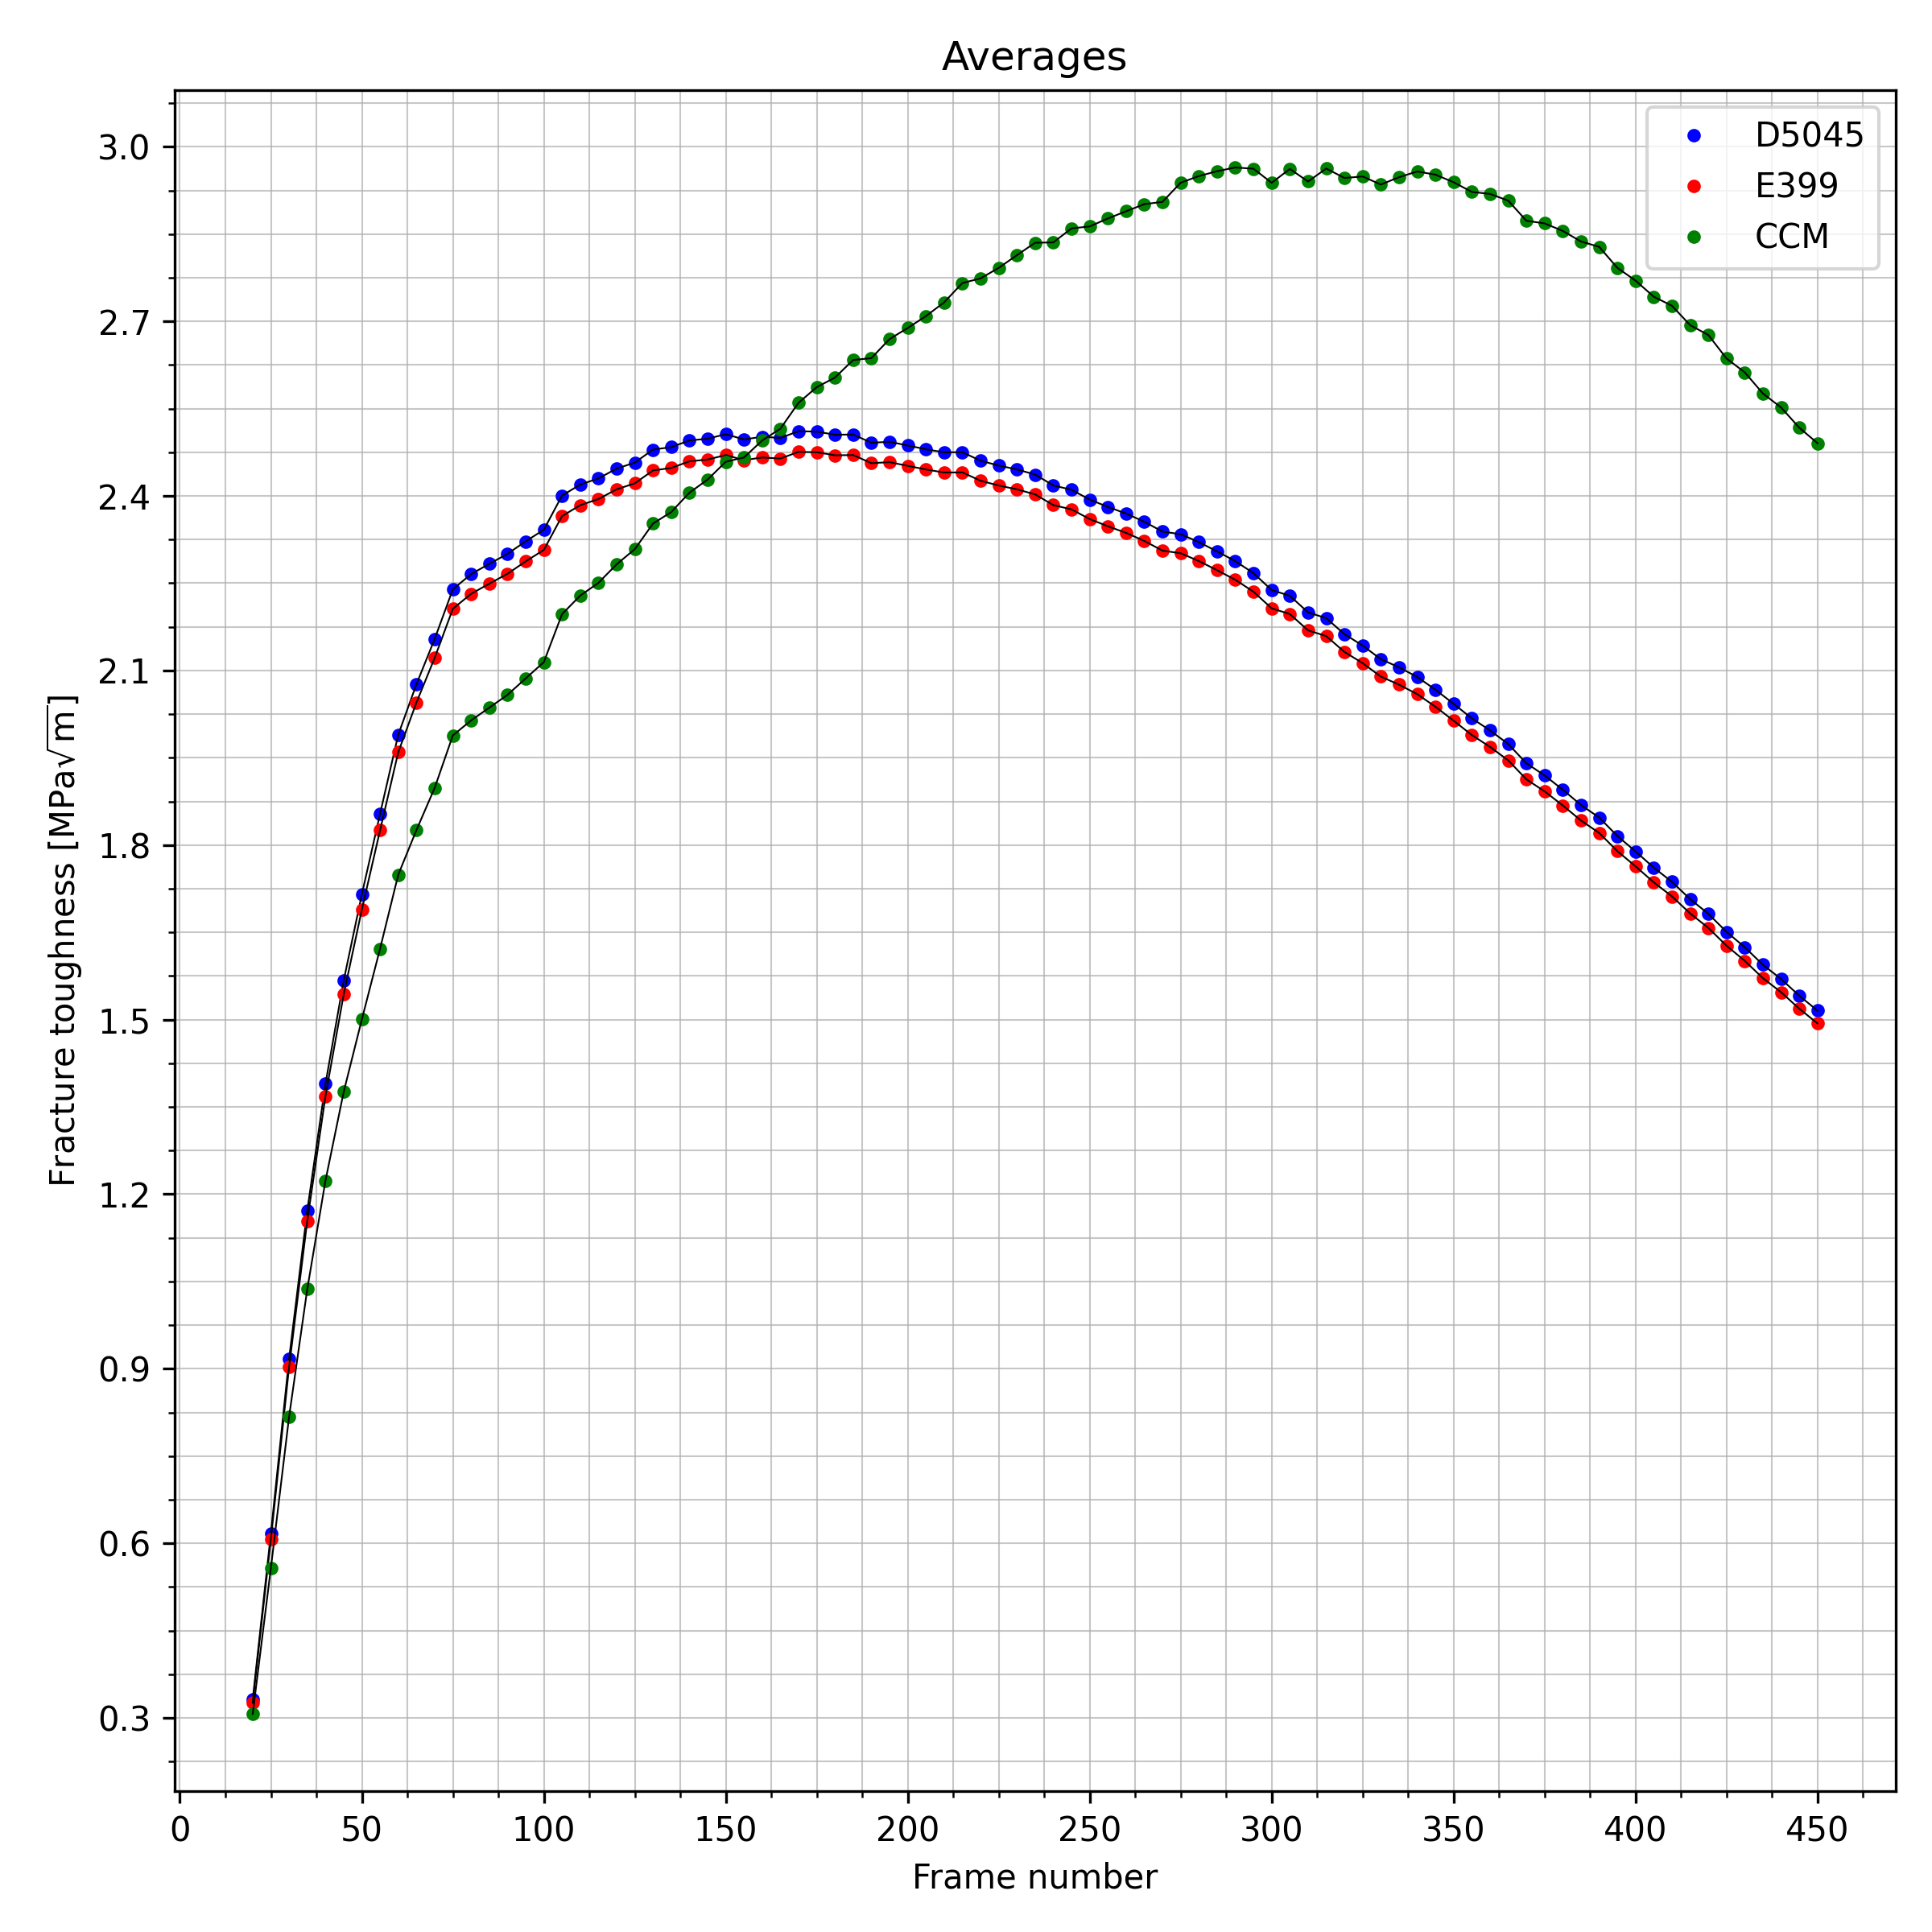 Averages
D5045
E399
CCM
Fracture toughness [MPa√m]
3.0
2.7
2.4
2.1
1.8
1.5
1.2
0.9
0.6
0.3
0 50 100 150 200 250 300 350 400 450
Frame number